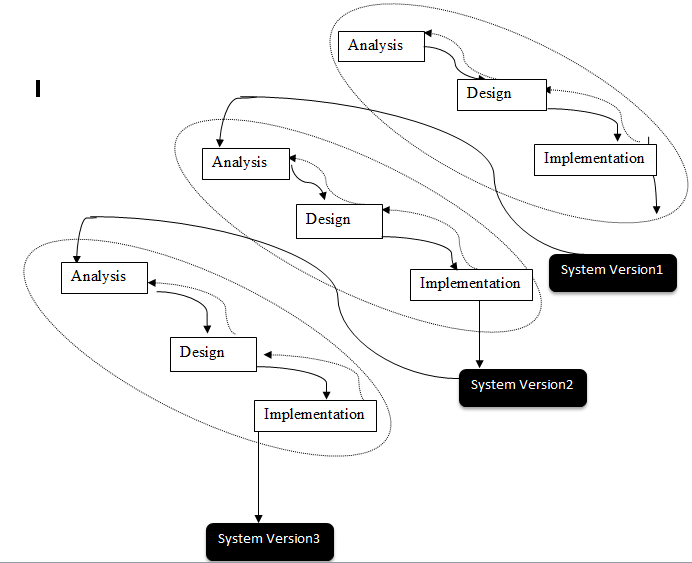 Analysis
Design
Implementation
System Version1
Analysis
Design
Implementation
System Version2
Analysis
Design
Implementation
System Version3